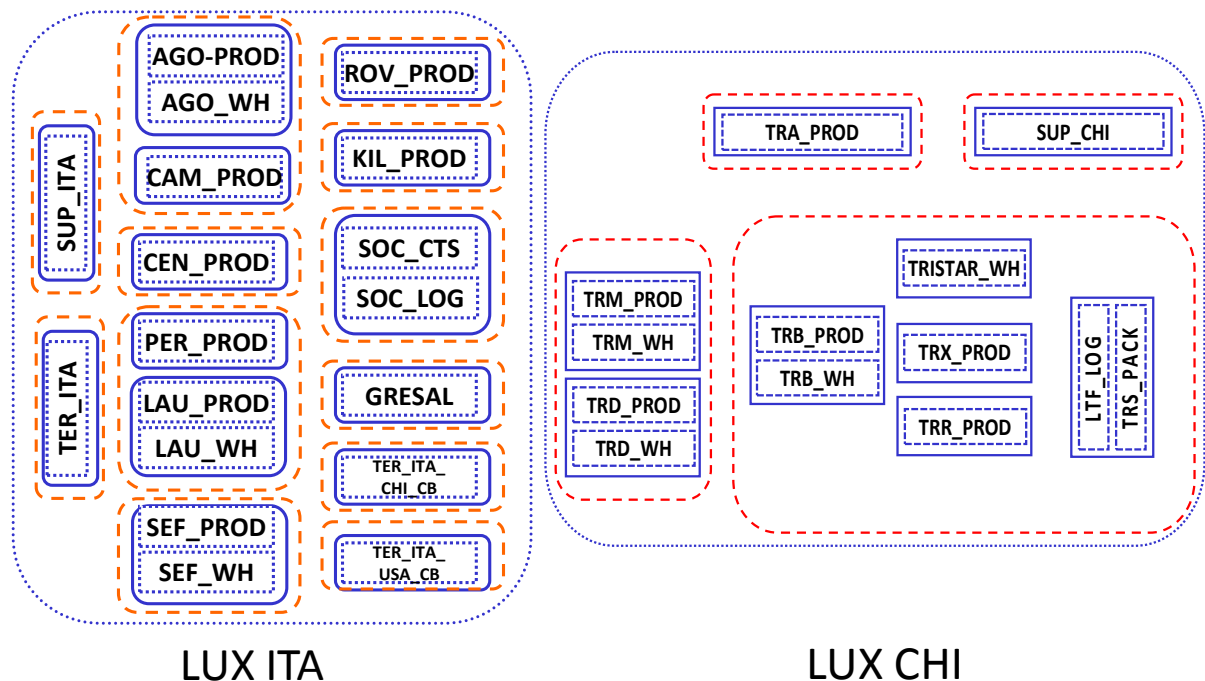 SUP_ITA
TER_ITA
AGO-PROD
AGO_WH
CAM_PROD
CEN_PROD
PER_PROD
LAU_PROD
LAU_WH
SEF_PROD
SEF_WH
ROV_PROD
KIL_PROD
SOC_CTS
SOC_LOG
GRESAL
TER_ITA_
CHI_CB
TER_ITA_
USA_CB
LUX ITA
TRA_PROD
SUP_CHI
TRM_PROD
TRM_WH
TRD_PROD
TRD_WH
TRB_PROD
TRB_WH
TRISTAR_WH
TRX_PROD
TRR_PROD
LTF_LOG
TRS_PACK
LUX CHI